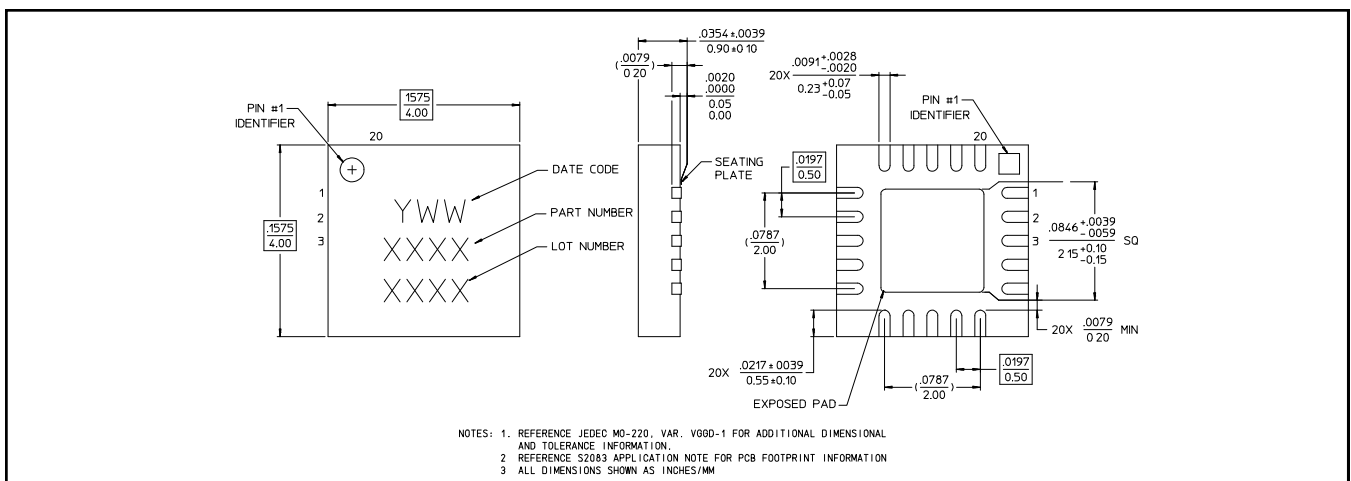 PIN #1
IDENTIFIER
.1575
4.00
20
.1575
4.00
1
2
3
YWW
XXXX
XXXX
DATE CODE
PART NUMBER
LOT NUMBER
.0354 ±.0039
0.90 ±0 10
(.0079
0 20)
.0020
.0000
0.05
0.00
SEATING
PLATE
20X .0091 +.0028
-.0020
0.23 +0.07
-0.05
PIN #1
IDENTIFIER
20
.0197
0.50
(.0787
2.00)
1
2
3
.0846 +.0039
-.0059 SQ
2 15 +0.10
-0.15
20X .0079 MIN
0 20
20X .0217 ± 0039
0.55 ±0.10
.0197
0.50
(.0787
2.00)
EXPOSED PAD
NOTES: 1. REFERENCE JEDEC MO-220, VAR. VGGD-1 FOR ADDITIONAL DIMENSIONAL
AND TOLERANCE INFORMATION.
2 REFERENCE S2083 APPLICATION NOTE FOR PCB FOOTPRINT INFORMATION
3 ALL DIMENSIONS SHOWN AS INCHES/MM